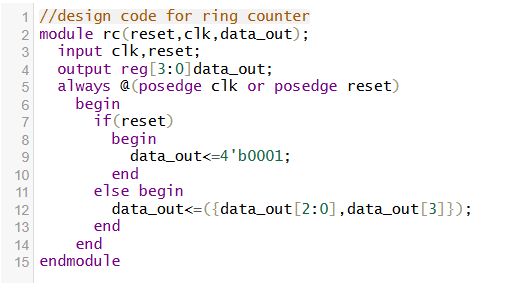 1 //design code for ring counter
2 module rc(reset,clk,data_out);
3   input clk,reset;
4   output reg[3:0]data_out;
5   always @(posedge clk or posedge reset)
6     begin
7       if(reset)
8         begin
9           data_out<=4'b0001;
10         end
11       else begin
12         data_out<=({data_out[2:0],data_out[3]});
13       end
14     end
15 endmodule